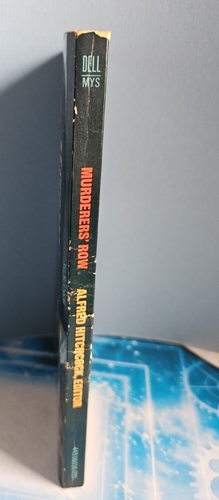 DELL
MYS
MURDERERS' ROW
ALFRED HITCHCOCK, EDITOR